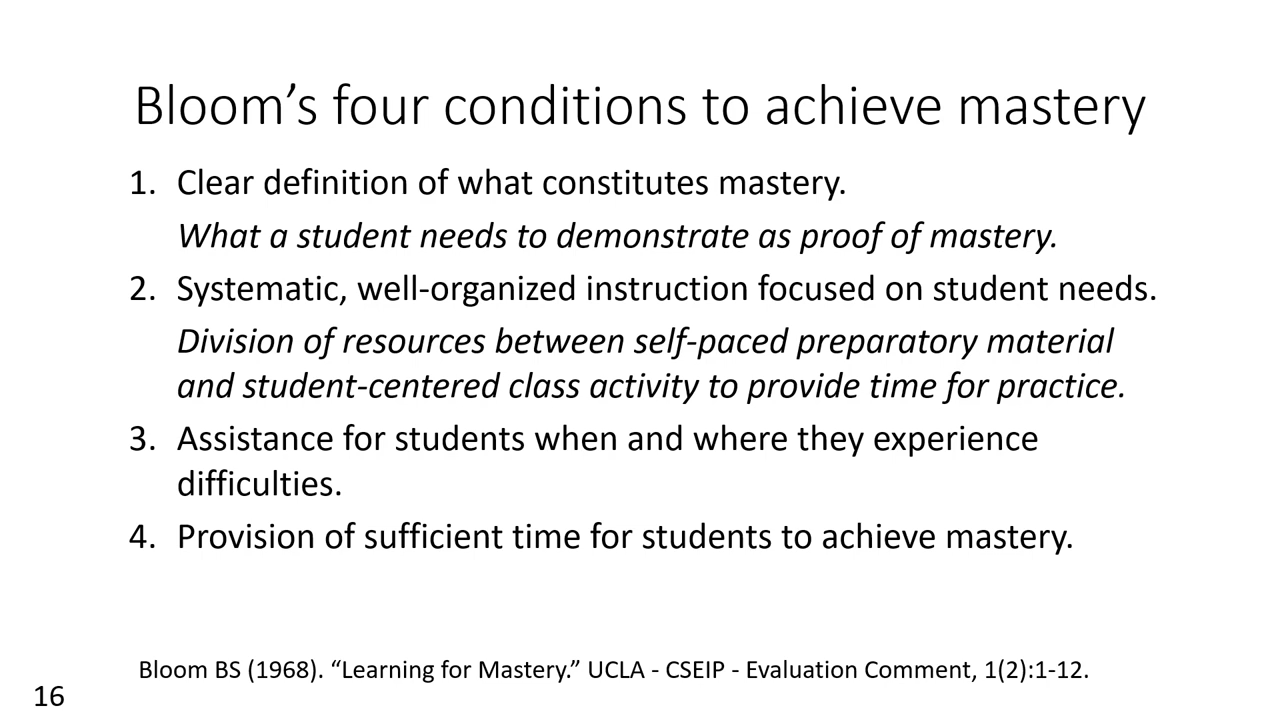 Bloom’s four conditions to achieve mastery
1. Clear definition of what constitutes mastery.
What a student needs to demonstrate as proof of mastery.
2. Systematic, well-organized instruction focused on student needs.
Division of resources between self-paced preparatory material
and student-centered class activity to provide time for practice.
3. Assistance for students when and where they experience
difficulties.
4. Provision of sufficient time for students to achieve mastery.
Bloom BS (1968). “Learning for Mastery.” UCLA - CSEIP - Evaluation Comment, 1(2):1-12.
16